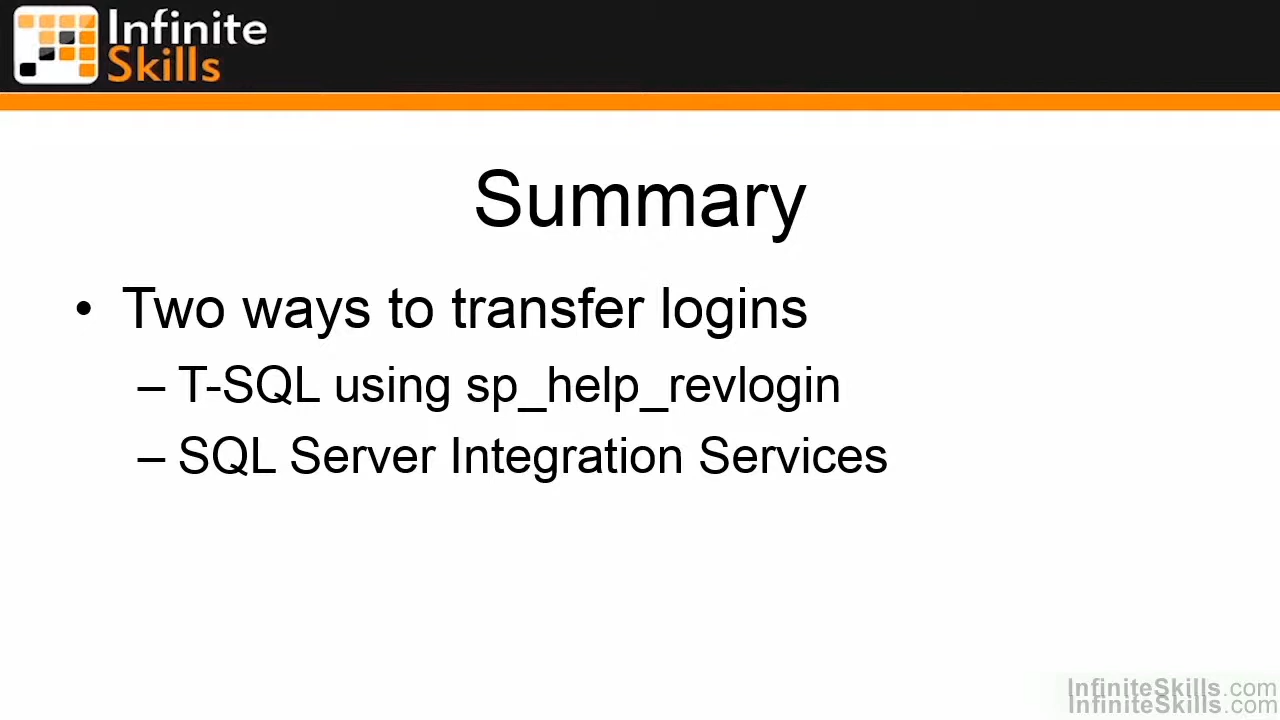 Infinite
Skills
Summary
• Two ways to transfer logins
– T-SQL using sp_help_revlogin
– SQL Server Integration Services
InfiniteSkills.com
InfiniteSkills.com